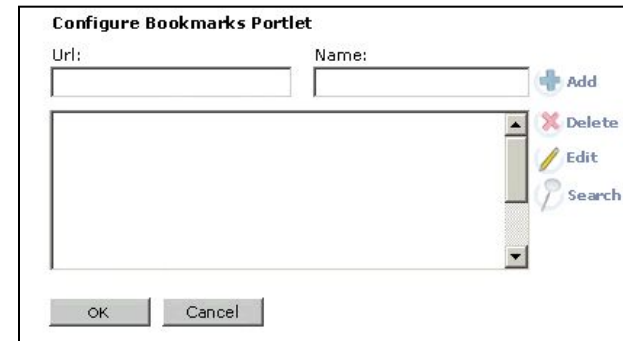 Configure Bookmarks Portlet
Url: Name:
Add
Delete
Edit
Search
OK Cancel